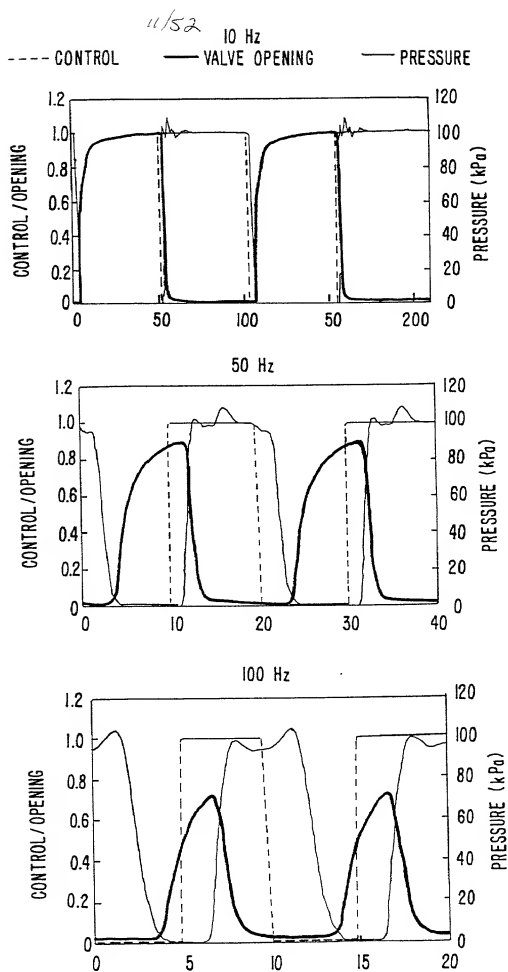 11/52
10 Hz
CONTROL VALVE OPENING PRESSURE
1.2 1.0 0.8 0.6 0.4 0.2 0
CONTROL/OPENING
120 100 80 60 40 20 0
PRESSURE (kPa)
0 50 100 50 200
50 Hz
1.2 1.0 0.8 0.6 0.4 0.2 0
CONTROL/OPENING
120 100 80 60 40 20 0
PRESSURE (kPa)
0 10 20 30 40
100 Hz
1.2 1.0 0.8 0.6 0.4 0.2 0
CONTROL/OPENING
120 100 80 60 40 20 0
PRESSURE (kPa)
0 5 10 15 20